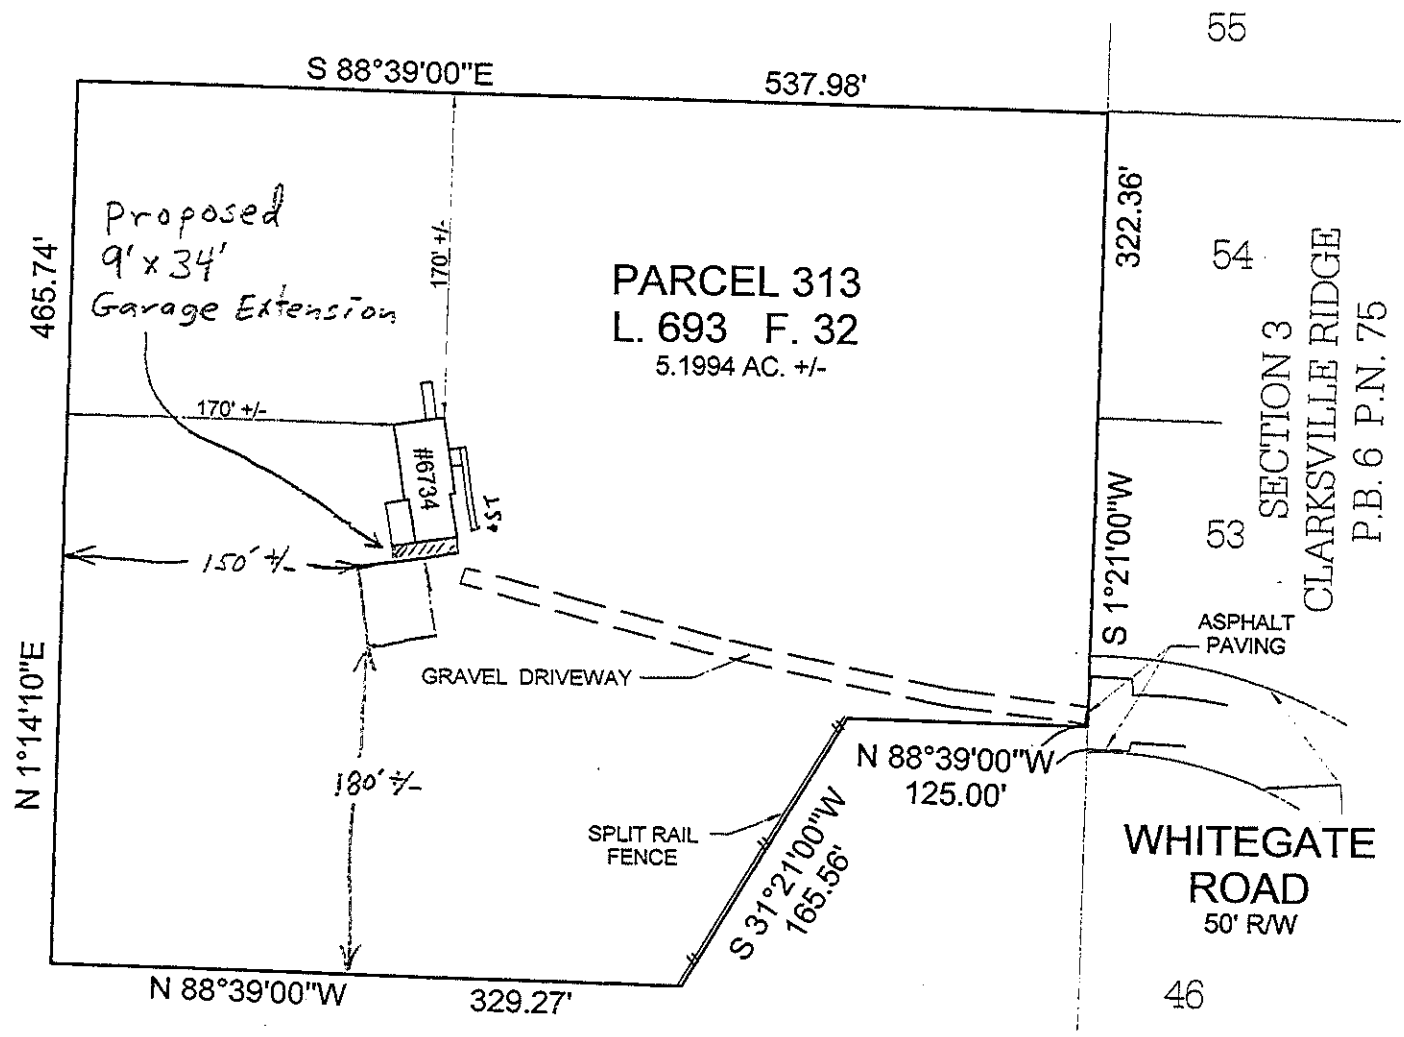 55
S 88°39'00"E
537.98'
Proposed
9' x 34'
Garage Extension
465.74'
170' +/-
322.36'
PARCEL 313
L. 693 F. 32
5.1994 AC. +/-
54
SECTION 3
CLARKSVILLE RIDGE
P.B. 6 P.N. 75
170' +/-
#6734
53
150' +/-
S 1°21'00"W
ASPHALT
PAVING
GRAVEL DRIVEWAY
N 1°14'10"E
180' +/-
N 88°39'00"W
125.00'
SPLIT RAIL
FENCE
S 31°21'00"W
165.56'
WHITEGATE
ROAD
50' R/W
N 88°39'00"W
329.27'
46